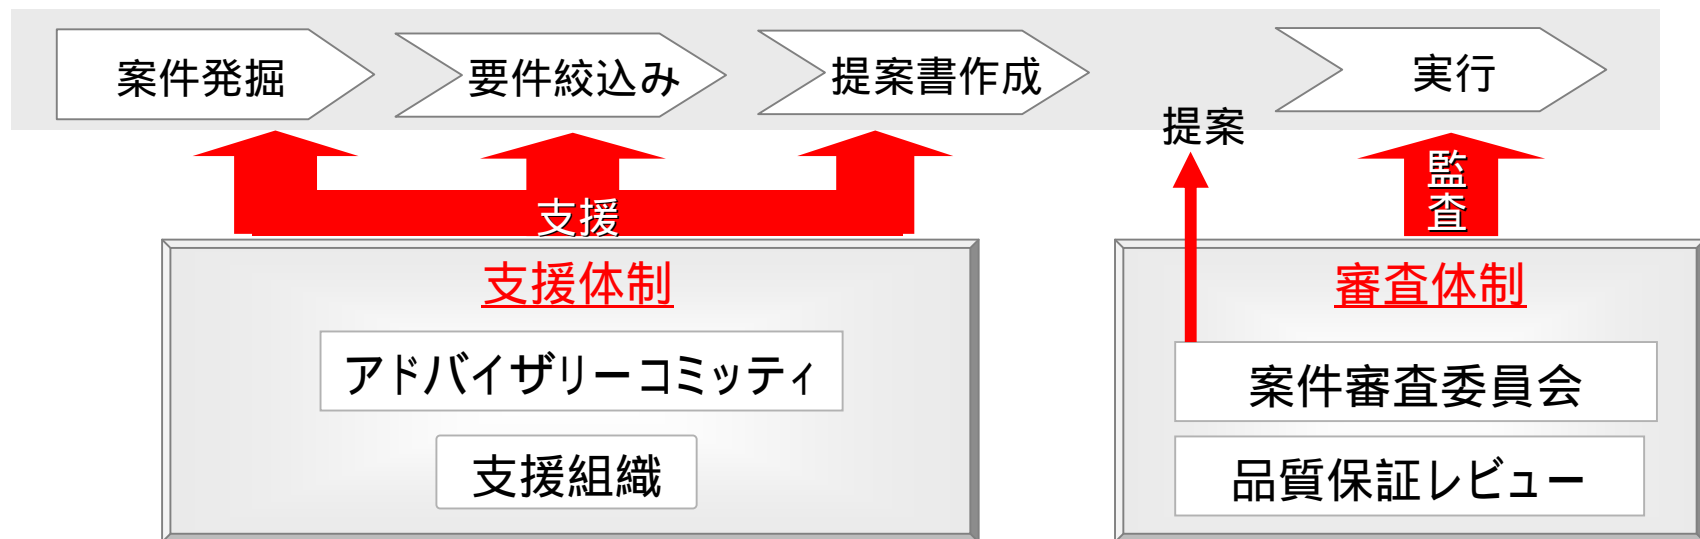 案件発掘
要件絞込み
提案書作成
実行
提案
支援
監査
支援体制
アドバイザリーコミッティ
支援組織
審査体制
案件審査委員会
品質保証レビュー